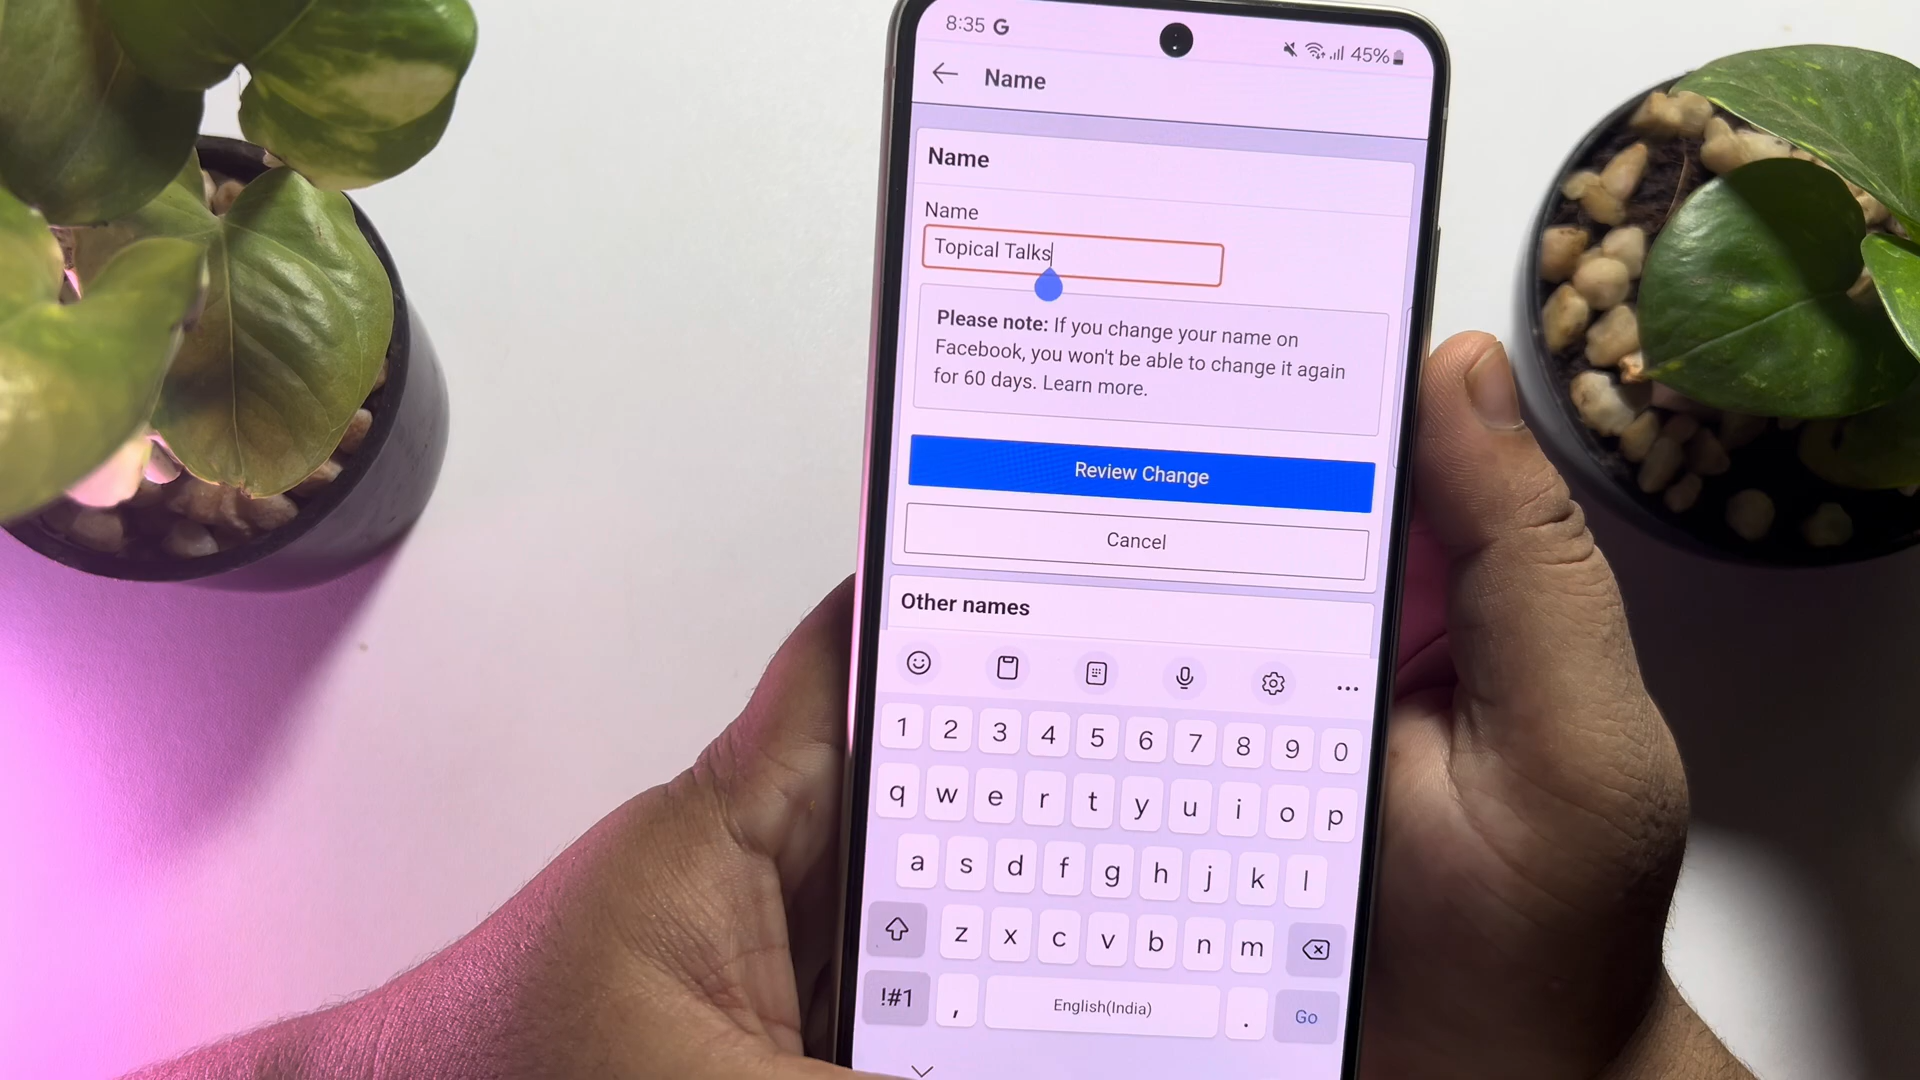 8:35 G
45%
Name
Name
Name
Topical Talks
Please note: If you change your name on
Facebook, you won't be able to change it again
for 60 days. Learn more.
Review Change
Cancel
Other names
1 2 3 4 5 6 7 8 9 0
q w e r t y u i o p
a s d f g h j k l
z x c v b n m
!#1 , English(India) . Go